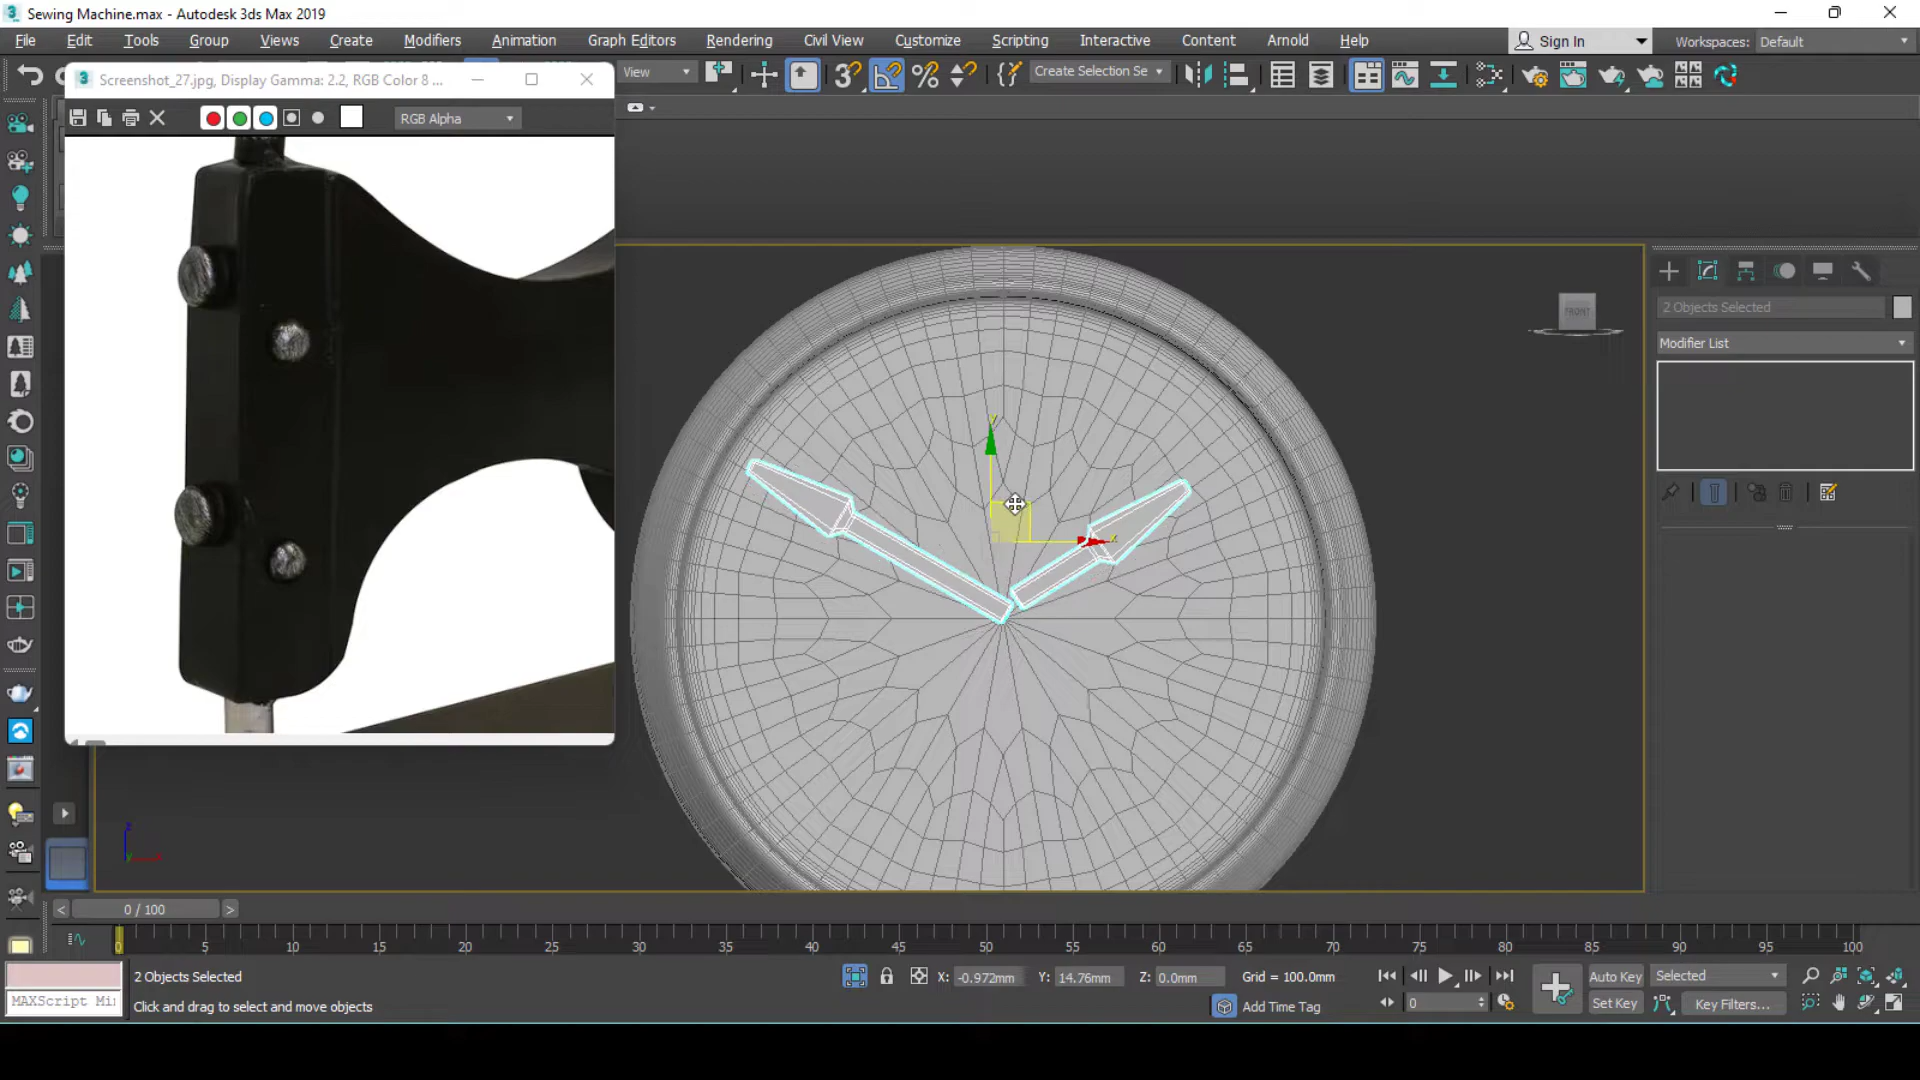 Sewing Machine.max - Autodesk 3ds Max 2019
File Edit Tools Group Views Create Modifiers Animation Graph Editors Rendering Civil View Customize Scripting Interactive Content Arnold Help
Sign In
Workspaces: Default
Screenshot_27.jpg, Display Gamma: 2.2, RGB Color 8 ...
View
Create Selection Se
RGB Alpha
2 Objects Selected
FRONT
Modifier List
y
x
z
0 / 100
0 5 10 15 20 25 30 35 40 45 50 55 60 65 70 75 80 85 90 95 100
2 Objects Selected
X: -0.972mm Y: 14.76mm Z: 0.0mm Grid = 100.0mm
Auto Key Selected
MAXScript Mi
Click and drag to select and move objects
Add Time Tag
0
Set Key Key Filters...